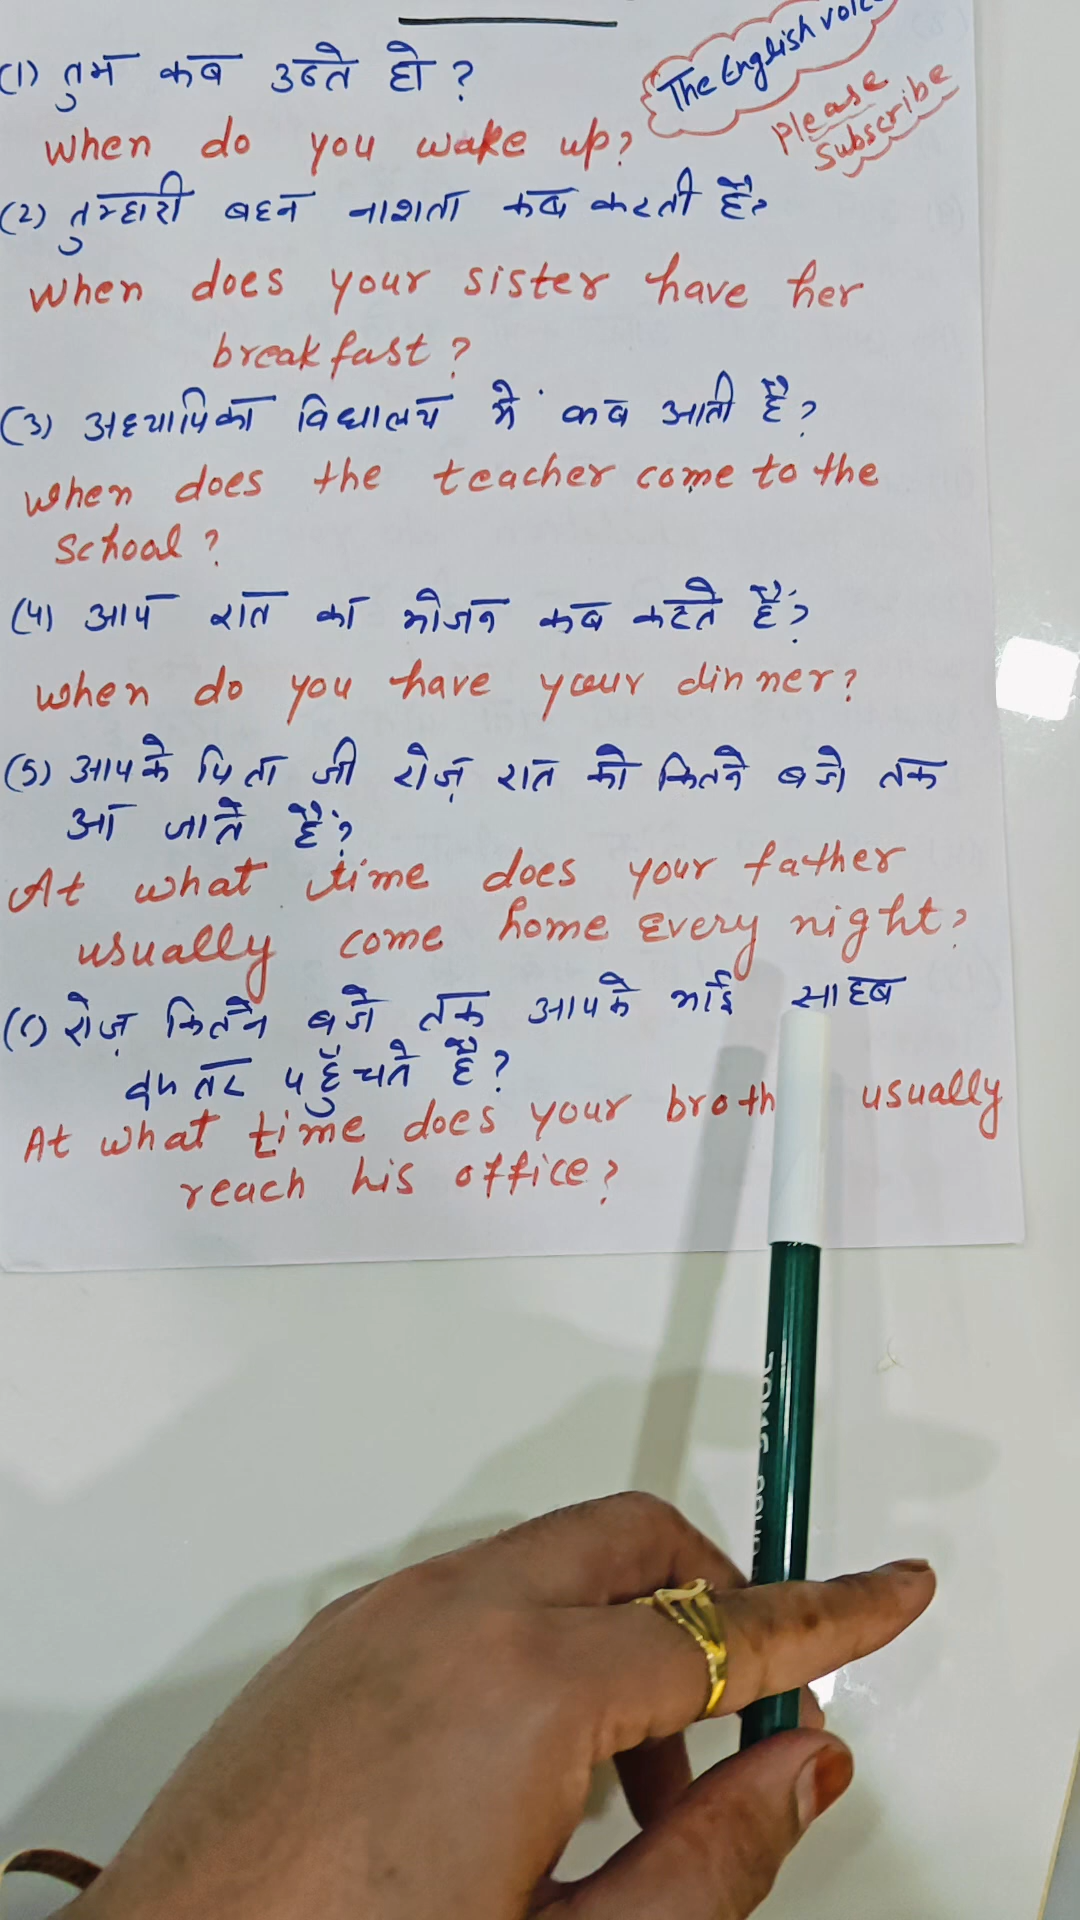 The English voice
Please
Subscribe
(1) तुम कब उठते हो ?
When do you wake up?
(2) तुम्हारी बहन नाशता कब करती है?
When does your sister have her
breakfast ?
(3) अध्यापिका विद्यालय में कब आती है?
When does the teacher come to the
school ?
(4) आप रात का भोजन कब करते हैं?
When do you have your dinner?
(5) आपके पिता जी रोज़ रात को कितने बजे तक
आ जाते हैं?
At what time does your father
usually come home every night?
रोज़ कितने बजे तक आपके भाई साहब
दफ्तर पहुँचते हैं?
At what time does your broth usually
reach his office?